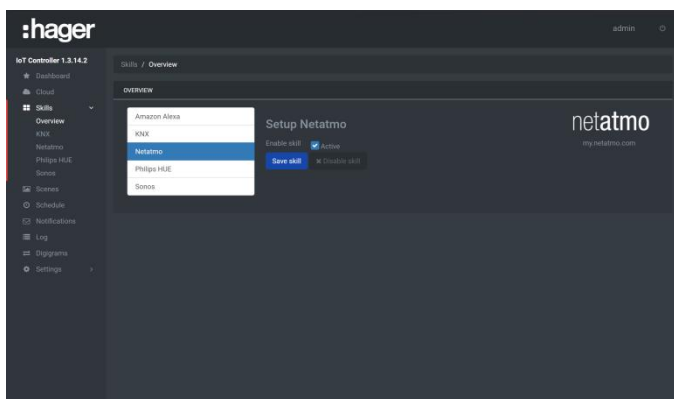 :hager
admin
IoT Controller 1.3.14.2
Dashboard
Cloud
Skills
Overview
KNX
Netatmo
Philips HUE
Sonos
Scenes
Schedule
Notifications
Log
Digigrams
Settings
Skills / Overview
OVERVIEW
Amazon Alexa
KNX
Netatmo
Philips HUE
Sonos
Setup Netatmo
Enable skill Active
Save skill Disable skill
netatmo
my.netatmo.com